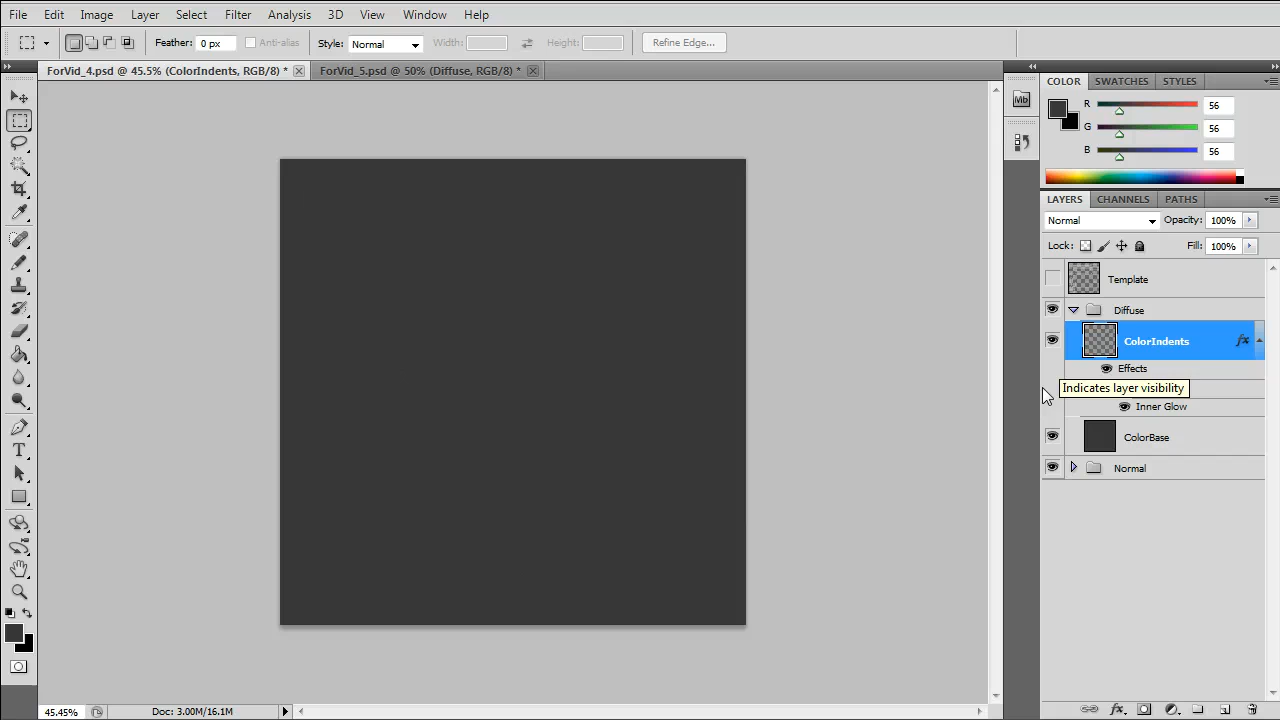 File Edit Image Layer Select Filter Analysis 3D View Window Help
Feather: 0 px Anti-alias Style: Normal Width: Height: Refine Edge...
ForVid_4.psd @ 45.5% (ColorIndents, RGB/8) * ForVid_5.psd @ 50% (Diffuse, RGB/8) *
COLOR SWATCHES STYLES
Mb
R 56
G 56
B 56
LAYERS CHANNELS PATHS
Normal Opacity: 100%
Lock: Fill: 100%
Template
Diffuse
ColorIndents fx
Effects
Indicates layer visibility
Inner Glow
ColorBase
Normal
T
45.45% Doc: 3.00M/16.1M
fx